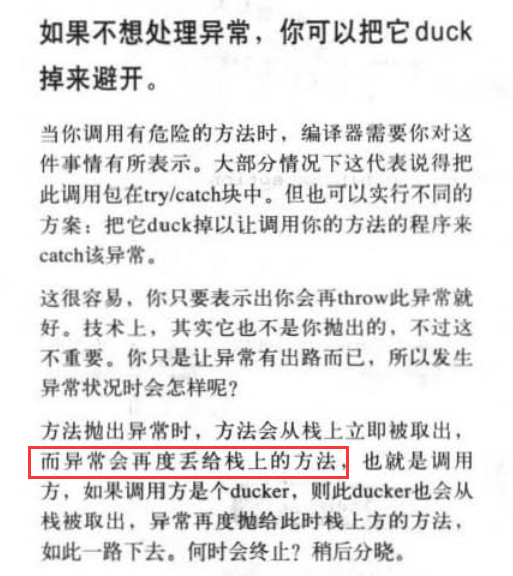 如果不想处理异常，你可以把它duck
掉来避开。
当你调用有危险的方法时，编译器需要你对这
件事情有所表示。大部分情况下这代表说得把
此调用包在try/catch块中。但也可以实行不同的
方案：把它duck掉以让调用你的方法的程序来
catch该异常。
这很容易，你只要表示出你会再throw此异常就
好。技术上，其实它也不是你抛出的，不过这
不重要。你只是让异常有出路而已，所以发生
异常状况时会怎样呢？
方法抛出异常时，方法会从栈上立即被取出，
而异常会再度丢给栈上的方法，也就是调用
方，如果调用方是个ducker，则此ducker也会从
栈被取出，异常再度抛给此时栈上方的方法，
如此一路下去。何时会终止？稍后分晓。